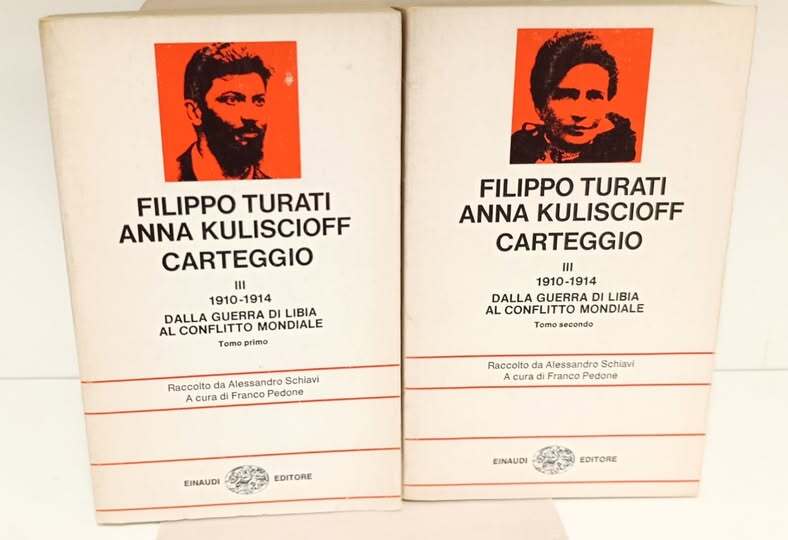 FILIPPO TURATI
ANNA KULISCIOFF
CARTEGGIO
III
1910-1914
DALLA GUERRA DI LIBIA
AL CONFLITTO MONDIALE
Tomo primo
Raccolto da Alessandro Schiavi
A cura di Franco Pedone
EINAUDI EDITORE
FILIPPO TURATI
ANNA KULISCIOFF
CARTEGGIO
III
1910-1914
DALLA GUERRA DI LIBIA
AL CONFLITTO MONDIALE
Tomo secondo
Raccolto da Alessandro Schiavi
A cura di Franco Pedone
EINAUDI EDITORE